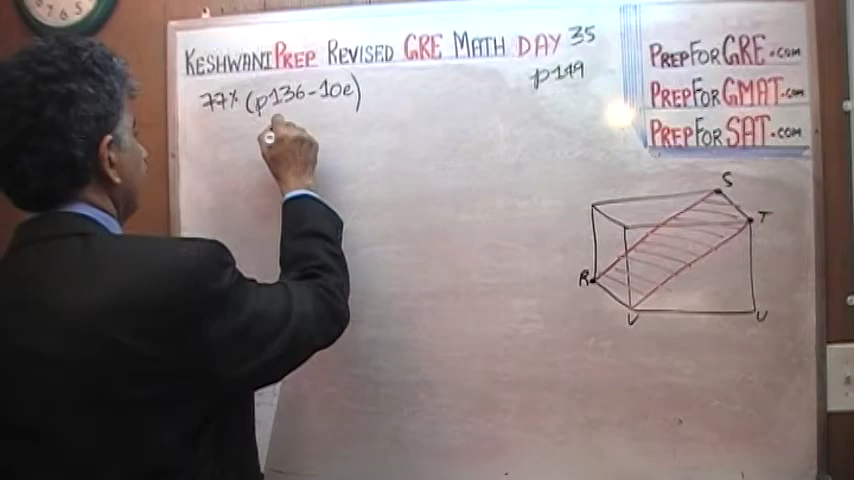 KESHWANIPREP REVISED GRE MATH DAY 35
p149
77% (p136-10e)
PREPFORGRE.COM
PREPFORGMAT.COM
PREPFORSAT.COM
S
T
R
V
U